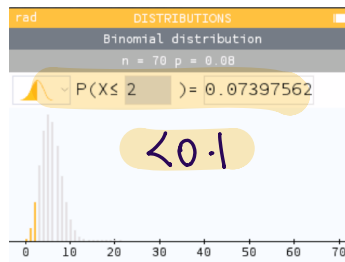 rad DISTRIBUTIONS
Binomial distribution
n = 70 p = 0.08
P(X≤ 2 )= 0.07397562
<0.1
0 10 20 30 40 50 60 70